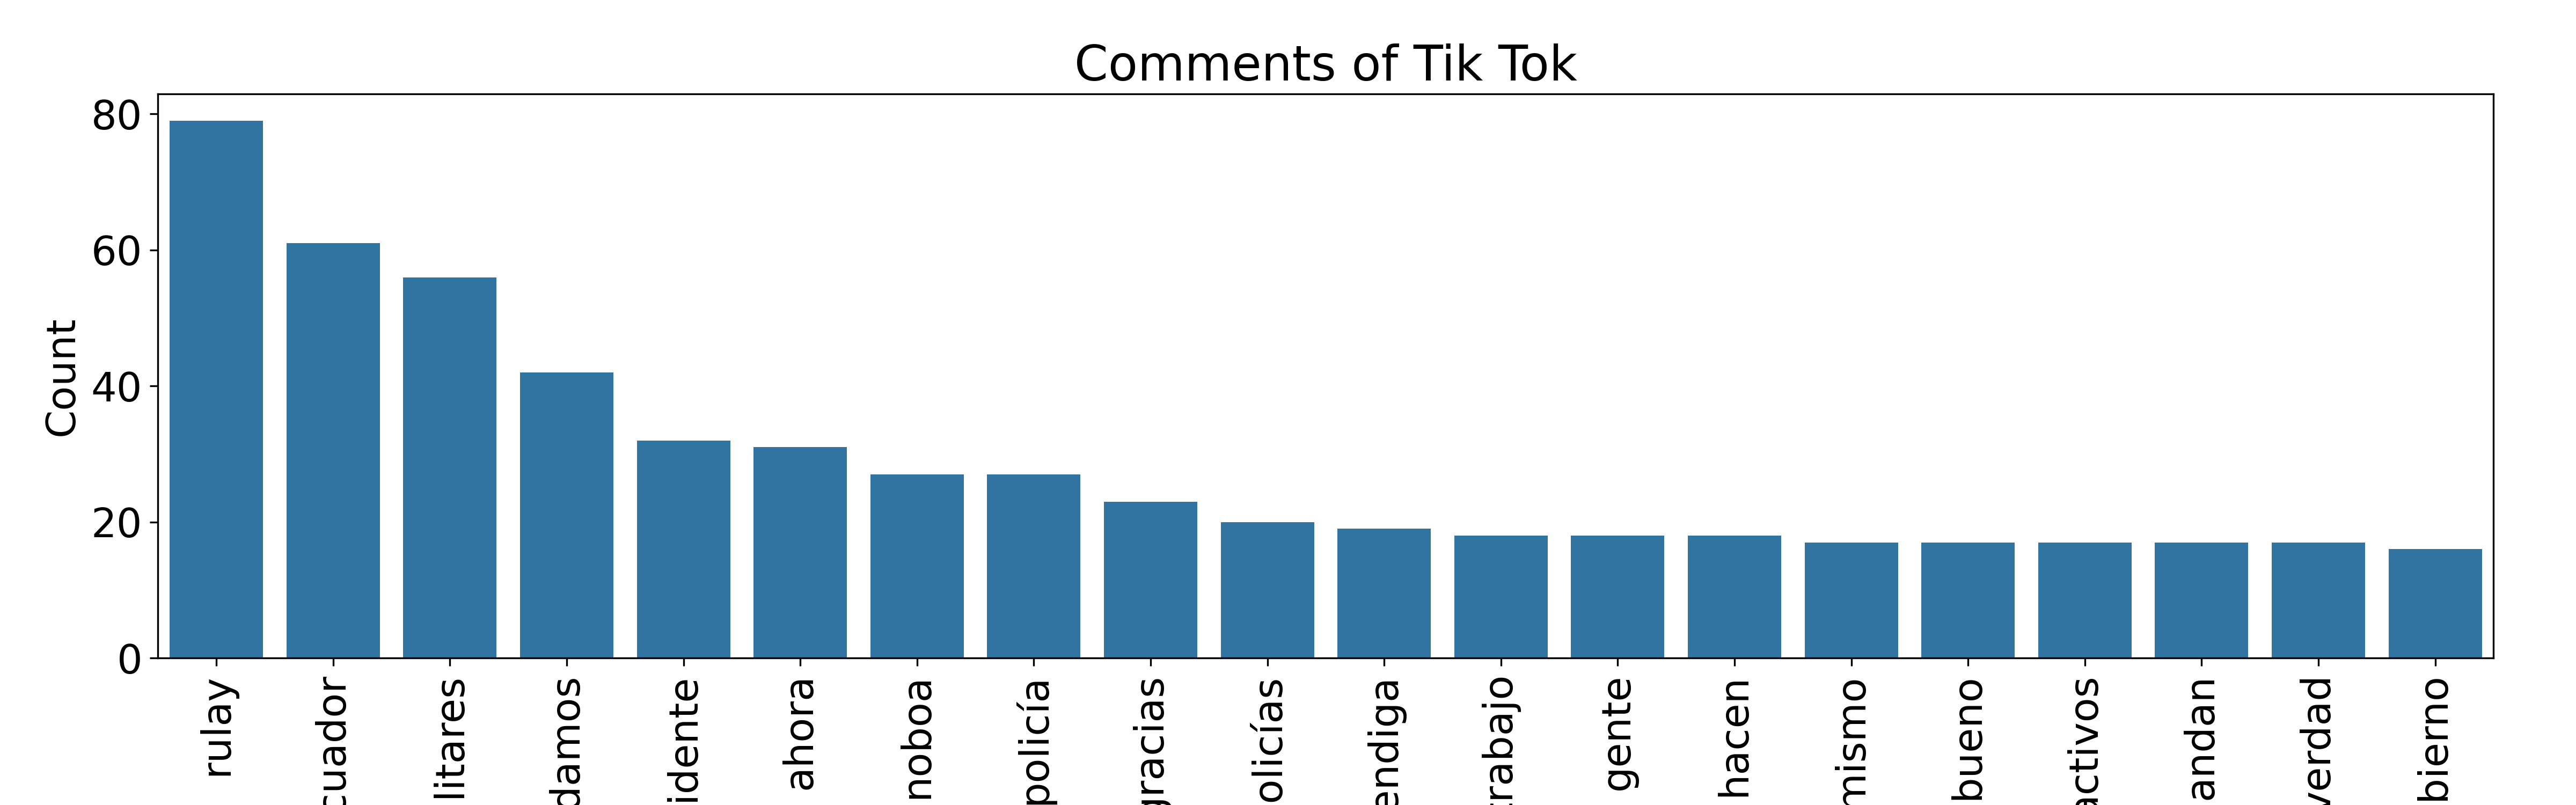 Comments of Tik Tok
Count
80
60
40
20
0
rulay
cuador
litares
damos
idente
ahora
noboa
policía
gracias
olicías
endiga
trabajo
gente
hacen
mismo
bueno
activos
andan
verdad
bierno